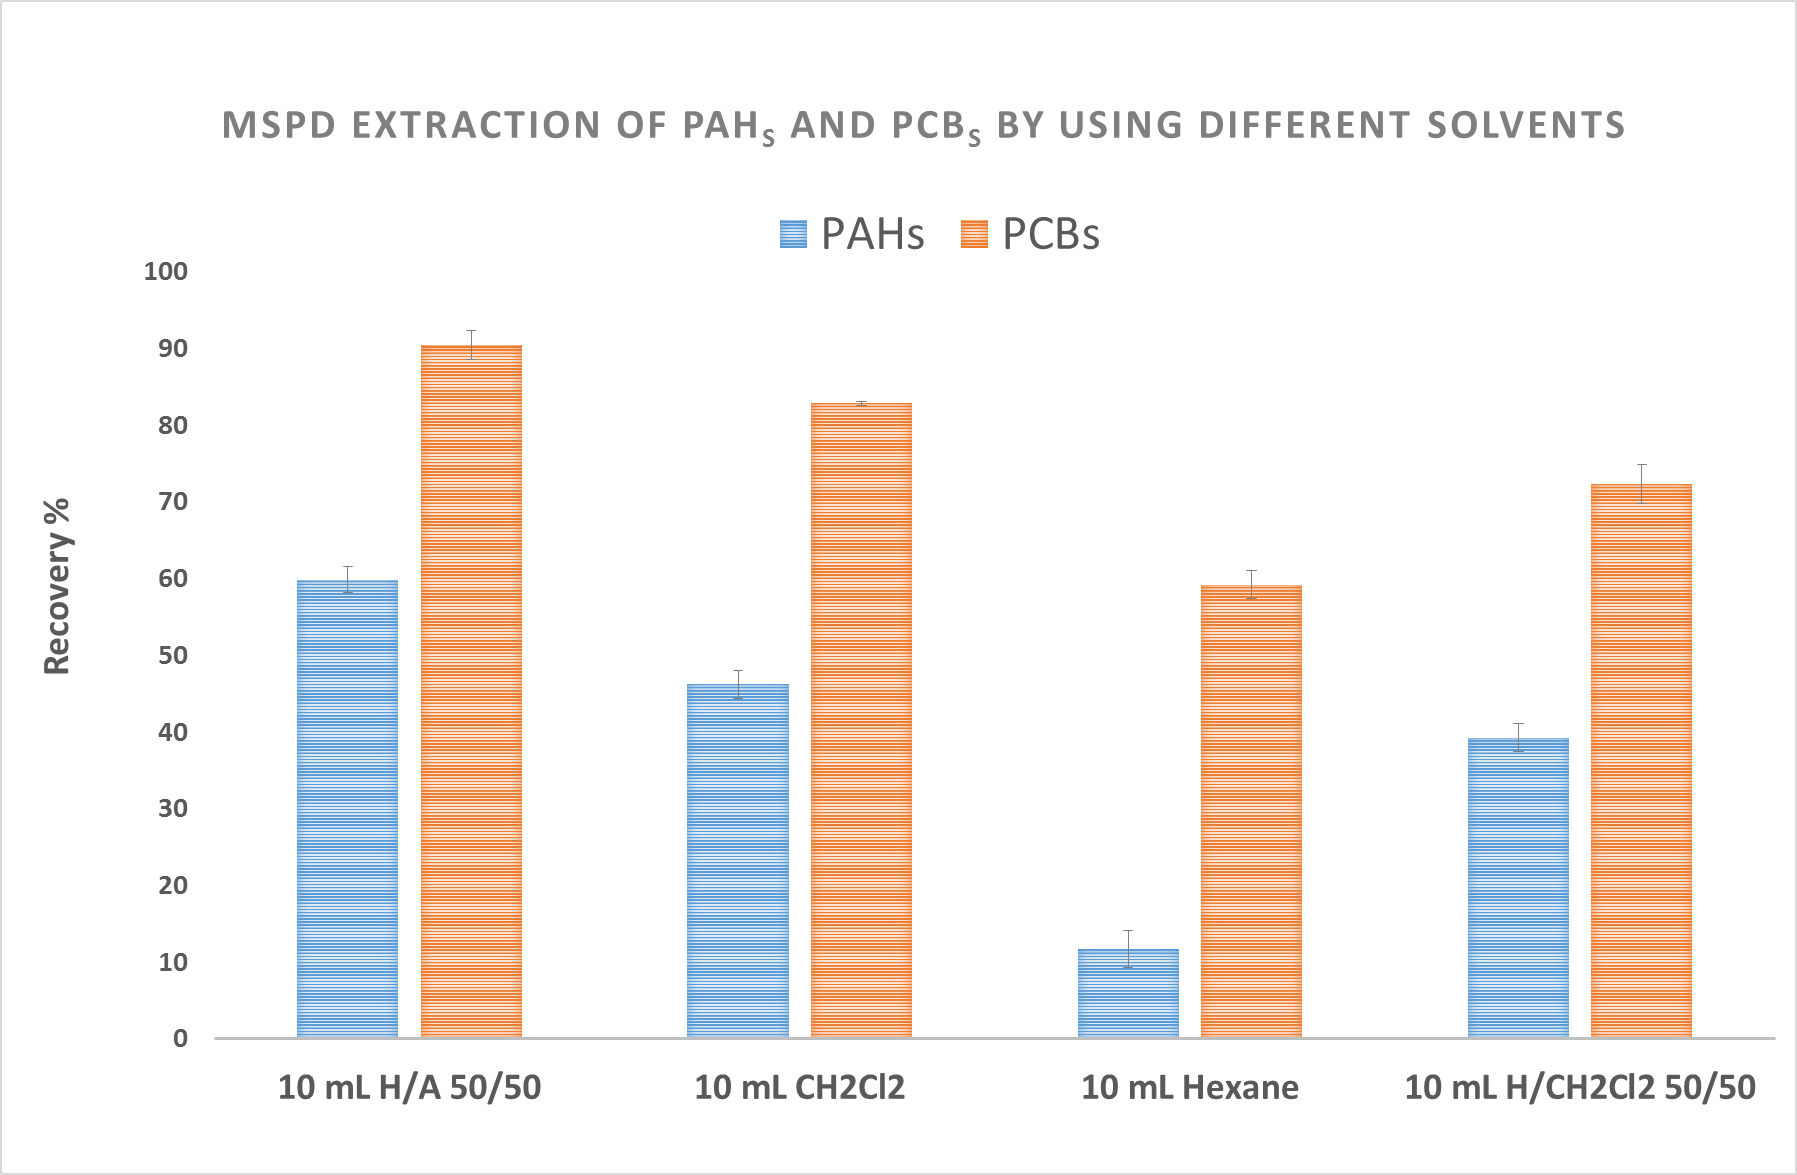 MSPD EXTRACTION OF PAHS AND PCBS BY USING DIFFERENT SOLVENTS
PAHs PCBs
Recovery %
100
90
80
70
60
50
40
30
20
10
0
10 mL H/A 50/50 10 mL CH2Cl2 10 mL Hexane 10 mL H/CH2Cl2 50/50